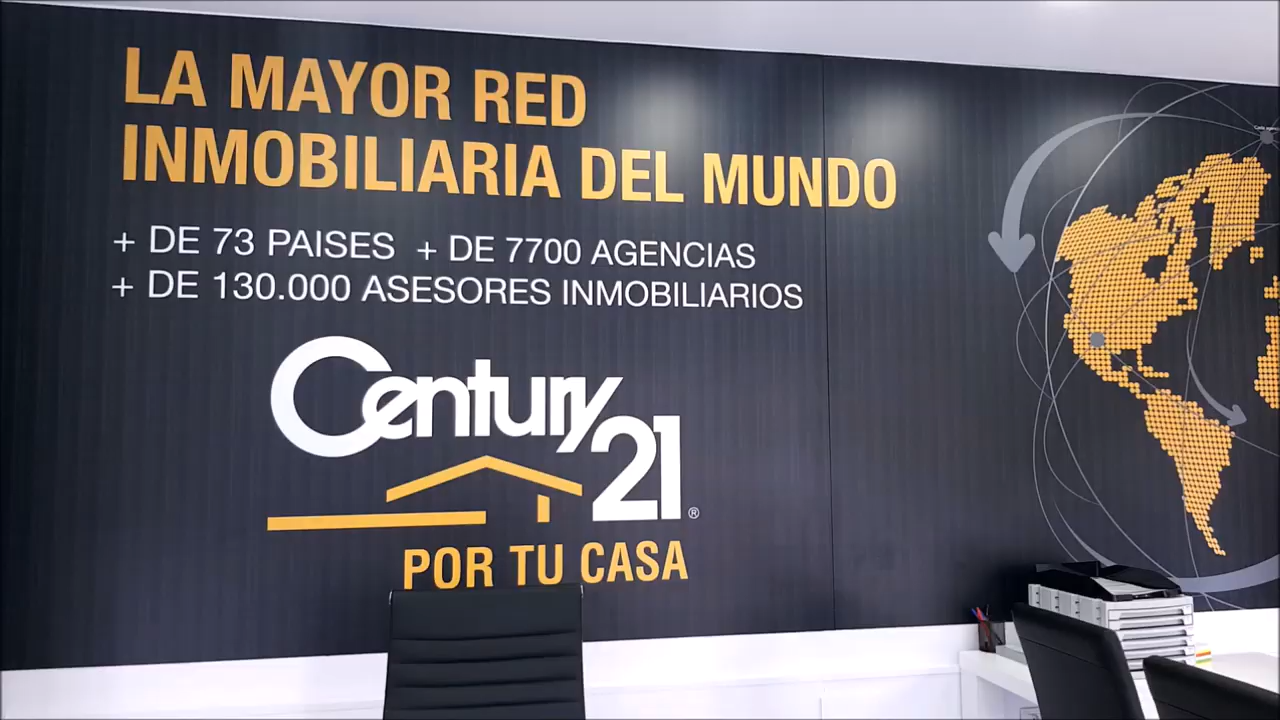 LA MAYOR RED
INMOBILIARIA DEL MUNDO
+ DE 73 PAISES + DE 7700 AGENCIAS
+ DE 130.000 ASESORES INMOBILIARIOS
Century
21®
POR TU CASA